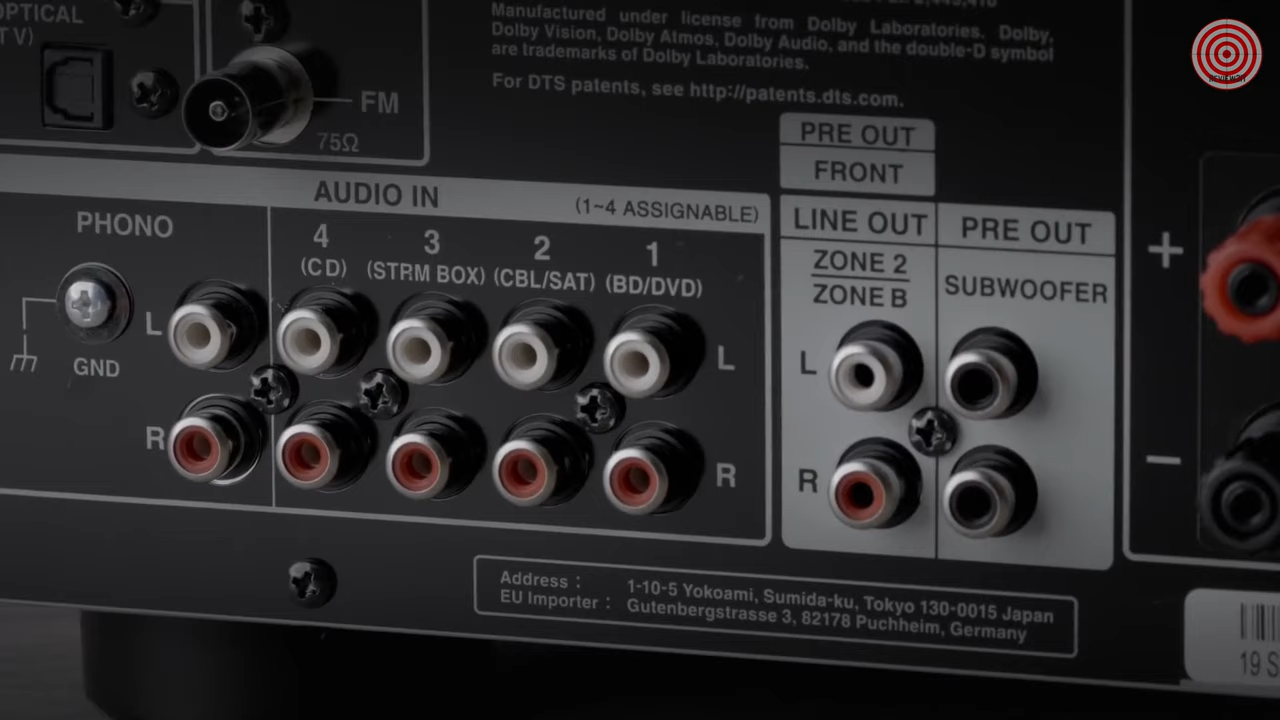 OPTICAL
TV)
FM
75Ω
Manufactured under license from Dolby Laboratories. Dolby,
Dolby Vision, Dolby Atmos, Dolby Audio, and the double-D symbol
are trademarks of Dolby Laboratories.
For DTS patents, see http://patents.dts.com.
PRE OUT
FRONT
AUDIO IN
(1~4 ASSIGNABLE)
PHONO
4
(CD)
3
(STRM BOX)
2
(CBL/SAT)
1
(BD/DVD)
L
L
GND
R
R
LINE OUT
PRE OUT
ZONE 2
ZONE B
SUBWOOFER
L
R
+
−
Address : 1-10-5 Yokoami, Sumida-ku, Tokyo 130-0015 Japan
EU Importer : Gutenbergstrasse 3, 82178 Puchheim, Germany
19 S